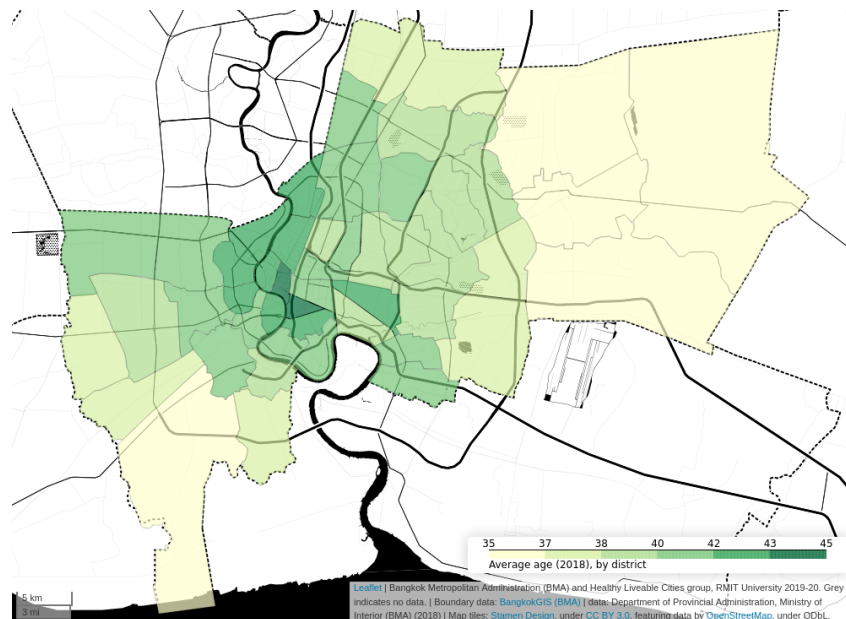 35 37 38 40 42 43 45
Average age (2018), by district
5 km
3 mi
Leaflet | Bangkok Metropolitan Administration (BMA) and Healthy Liveable Cities group, RMIT University 2019-20. Grey
indicates no data. | Boundary data: BangkokGIS (BMA) | data: Department of Provincial Administration, Ministry of
Interior (BMA) (2018) | Map tiles: Stamen Design, under CC BY 3.0, featuring data by OpenStreetMap, under ODbL.